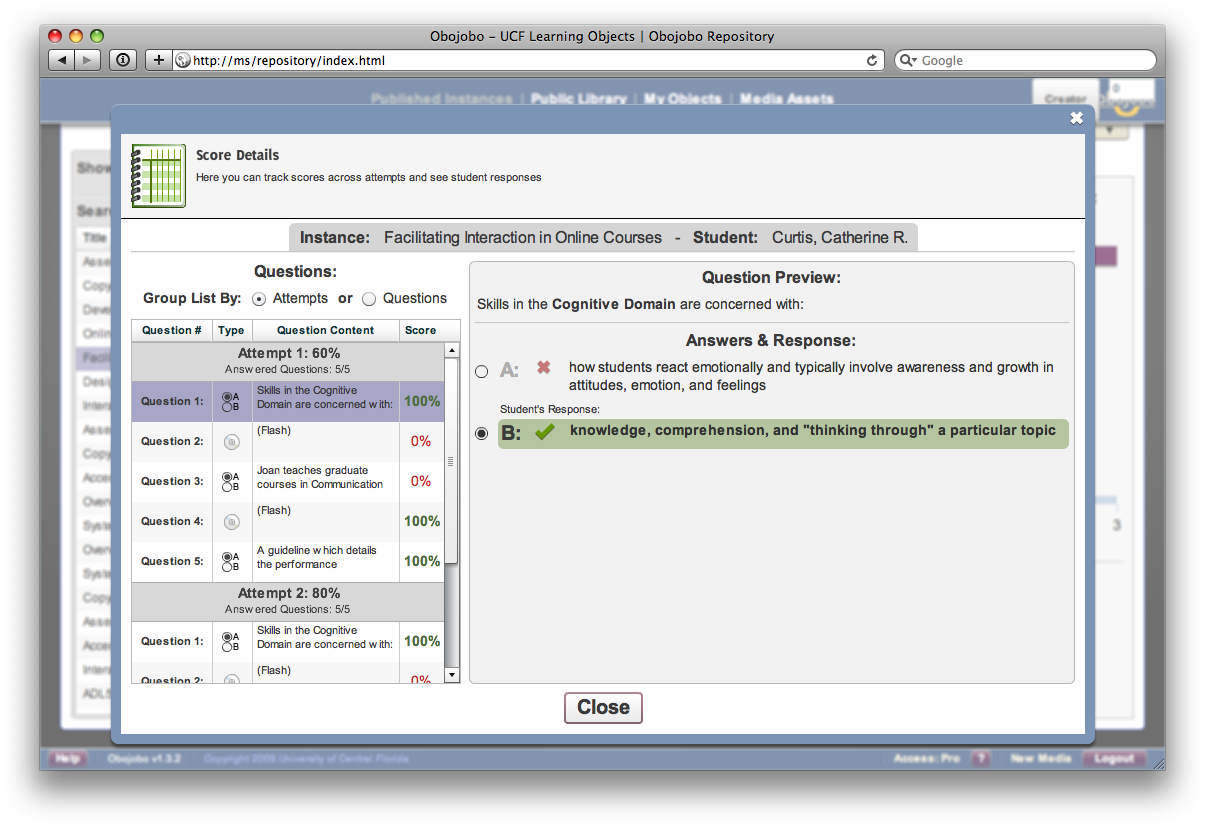 Obojobo – UCF Learning Objects | Obojobo Repository
http://ms/repository/index.html
Google
Published Instances | Public Library | My Objects | Media Assets
Creator
0
Score Details
Here you can track scores across attempts and see student responses
Instance: Facilitating Interaction in Online Courses - Student: Curtis, Catherine R.
Questions:
Group List By: Attempts or Questions
Question # Type Question Content Score
Attempt 1: 60%
Answered Questions: 5/5
Question 1: A B Skills in the Cognitive Domain are concerned with: 100%
Question 2: (Flash) 0%
Question 3: A B Joan teaches graduate courses in Communication 0%
Question 4: (Flash) 100%
Question 5: A B A guideline which details the performance 100%
Attempt 2: 80%
Answered Questions: 5/5
Question 1: A B Skills in the Cognitive Domain are concerned with: 100%
Question 2: (Flash) 0%
Question Preview:
Skills in the Cognitive Domain are concerned with:
Answers & Response:
A: how students react emotionally and typically involve awareness and growth in
attitudes, emotion, and feelings
Student's Response:
B: knowledge, comprehension, and "thinking through" a particular topic
Close
Title
3
Help Obojobo v1.3.2 Copyright 2009 University of Central Florida
Access: Pro ? New Media Logout